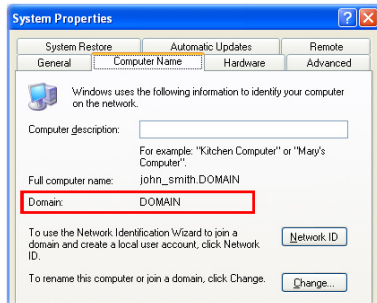 System Properties
System Restore Automatic Updates Remote
General Computer Name Hardware Advanced
Windows uses the following information to identify your computer
on the network.
Computer description:
For example: "Kitchen Computer" or "Mary's
Computer".
Full computer name: john_smith.DOMAIN
Domain: DOMAIN
To use the Network Identification Wizard to join a
domain and create a local user account, click Network
ID.
Network ID
To rename this computer or join a domain, click Change.
Change...